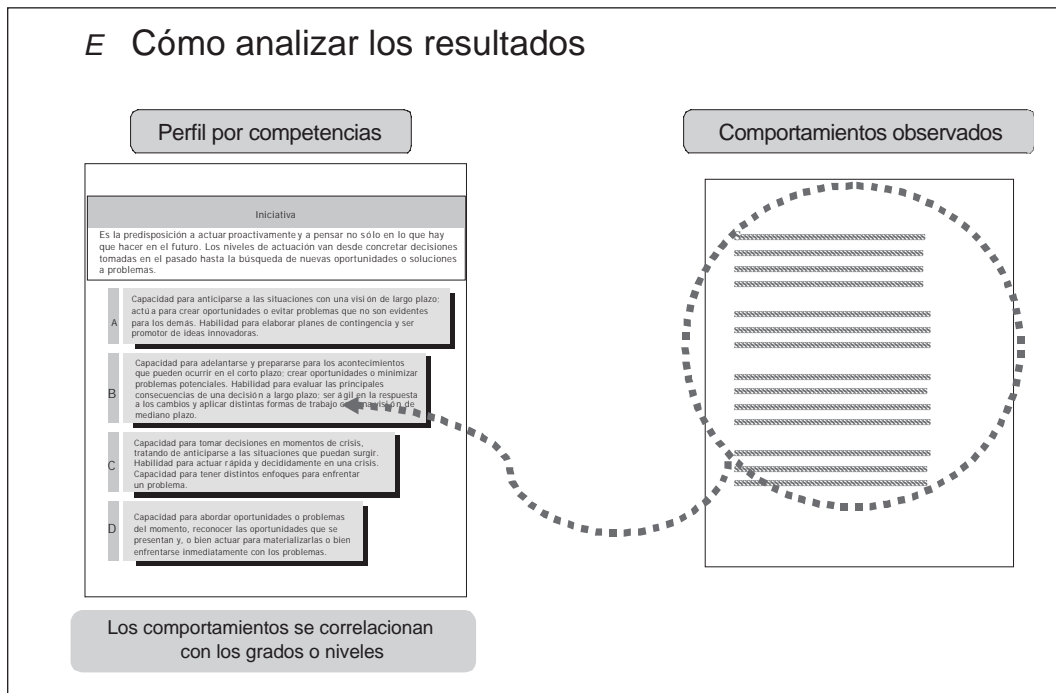 E Cómo analizar los resultados
Perfil por competencias
Comportamientos observados
Iniciativa
Es la predisposición a actuar proactivamente y a pensar no sólo en lo que hay
que hacer en el futuro. Los niveles de actuación van desde concretar decisiones
tomadas en el pasado hasta la búsqueda de nuevas oportunidades o soluciones
a problemas.
A
Capacidad para anticiparse a las situaciones con una visión de largo plazo;
actúa para crear oportunidades o evitar problemas que no son evidentes
para los demás. Habilidad para elaborar planes de contingencia y ser
promotor de ideas innovadoras.
B
Capacidad para adelantarse y prepararse para los acontecimientos
que pueden ocurrir en el corto plazo; crear oportunidades o minimizar
problemas potenciales. Habilidad para evaluar las principales
consecuencias de una decisión a largo plazo; ser ágil en la respuesta
a los cambios y aplicar distintas formas de trabajo visión de
mediano plazo.
C
Capacidad para tomar decisiones en momentos de crisis,
tratando de anticiparse a las situaciones que puedan surgir.
Habilidad para actuar rápida y decididamente en una crisis.
Capacidad para tener distintos enfoques para enfrentar
un problema.
D
Capacidad para abordar oportunidades o problemas
del momento, reconocer las oportunidades que se
presentan y, o bien actuar para materializarlas o bien
enfrentarse inmediatamente con los problemas.
Los comportamientos se correlacionan
con los grados o niveles